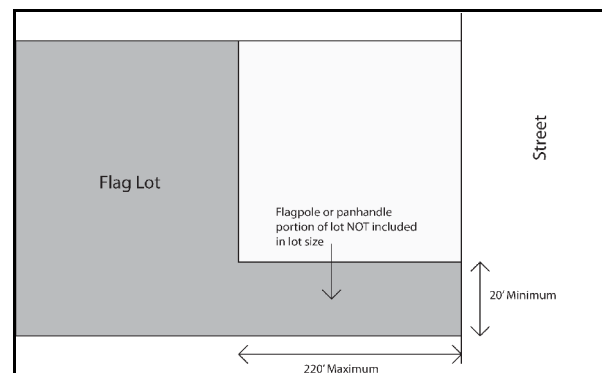 Flag Lot
Street
Flagpole or panhandle
portion of lot NOT included
in lot size
20' Minimum
220' Maximum